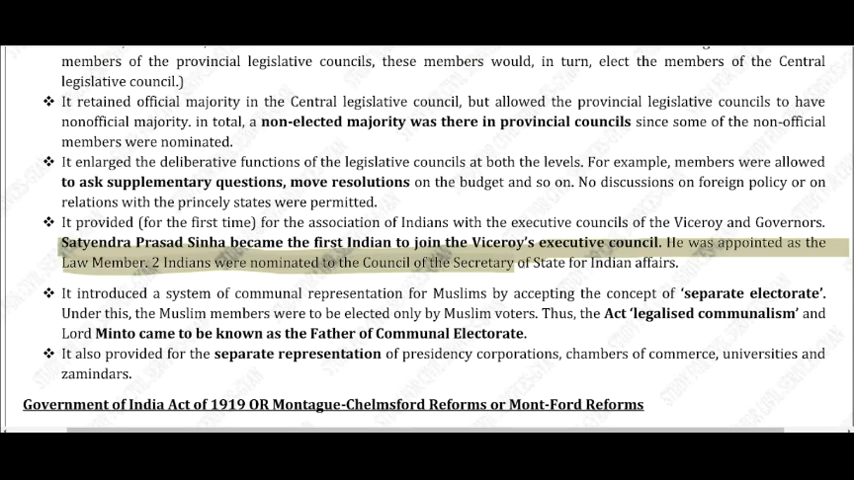 members of the provincial legislative councils, these members would, in turn, elect the members of the Central
legislative council.)
❖ It retained official majority in the Central legislative council, but allowed the provincial legislative councils to have
nonofficial majority. in total, a non-elected majority was there in provincial councils since some of the non-official
members were nominated.
❖ It enlarged the deliberative functions of the legislative councils at both the levels. For example, members were allowed
to ask supplementary questions, move resolutions on the budget and so on. No discussions on foreign policy or on
relations with the princely states were permitted.
❖ It provided (for the first time) for the association of Indians with the executive councils of the Viceroy and Governors.
Satyendra Prasad Sinha became the first Indian to join the Viceroy's executive council. He was appointed as the
Law Member. 2 Indians were nominated to the Council of the Secretary of State for Indian affairs.
❖ It introduced a system of communal representation for Muslims by accepting the concept of ‘separate electorate’.
Under this, the Muslim members were to be elected only by Muslim voters. Thus, the Act ‘legalised communalism’ and
Lord Minto came to be known as the Father of Communal Electorate.
❖ It also provided for the separate representation of presidency corporations, chambers of commerce, universities and
zamindars.
Government of India Act of 1919 OR Montague-Chelmsford Reforms or Mont-Ford Reforms